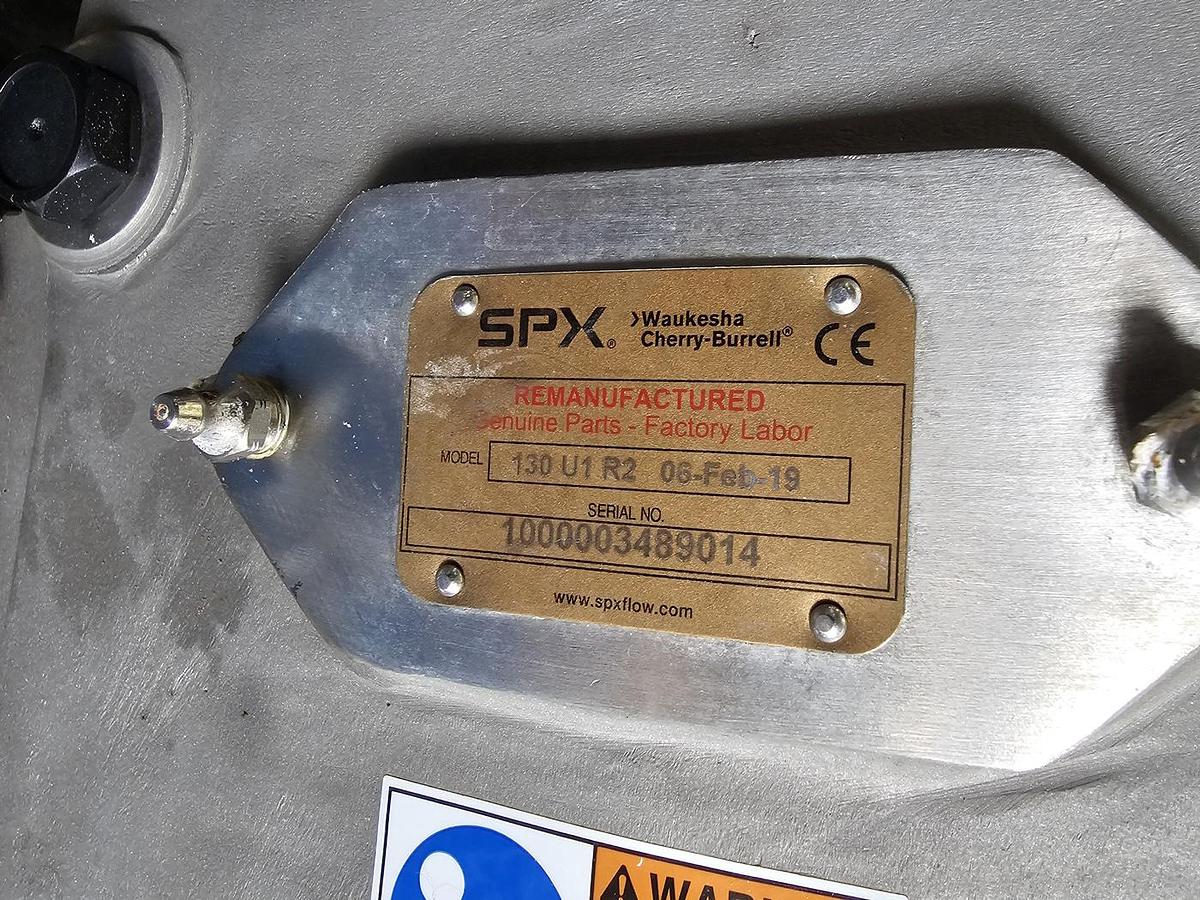 SPX® Waukesha
Cherry-Burrell® CE
REMANUFACTURED
Genuine Parts - Factory Labor
MODEL 130 U1 R2 06-Feb-19
SERIAL NO.
1000003489014
www.spxflow.com